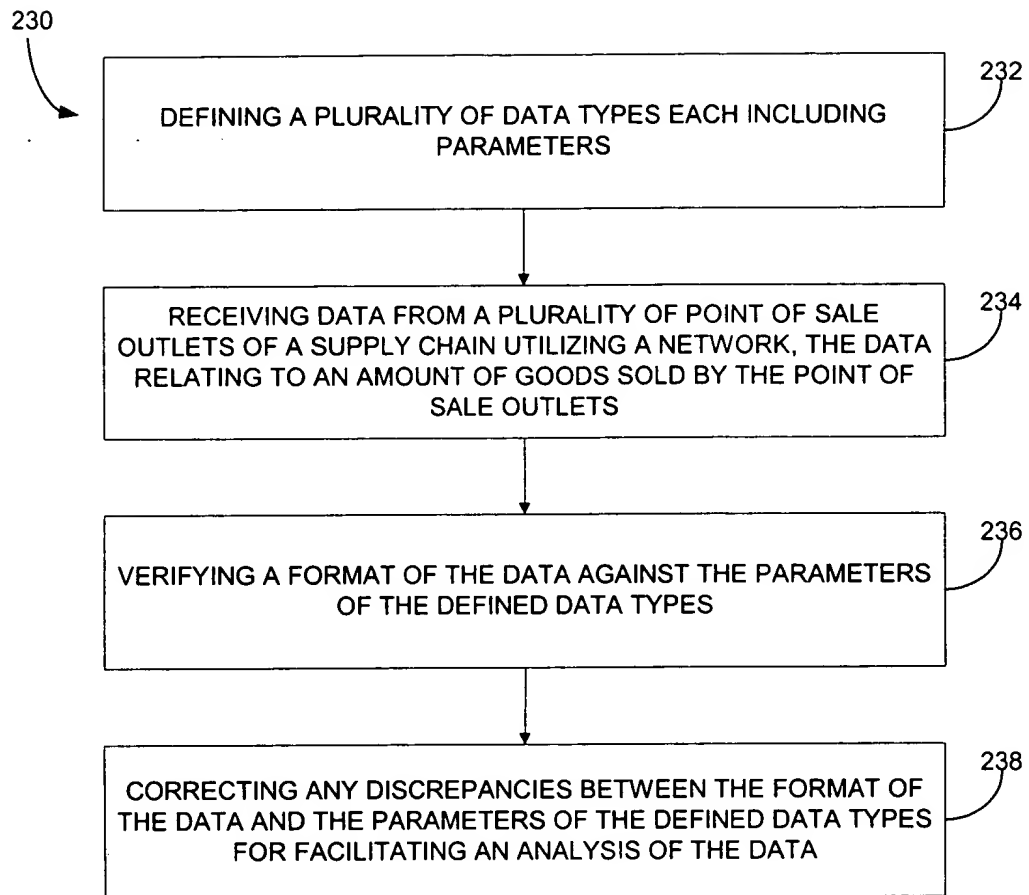 230
232
DEFINING A PLURALITY OF DATA TYPES EACH INCLUDING
PARAMETERS
234
RECEIVING DATA FROM A PLURALITY OF POINT OF SALE
OUTLETS OF A SUPPLY CHAIN UTILIZING A NETWORK, THE DATA
RELATING TO AN AMOUNT OF GOODS SOLD BY THE POINT OF
SALE OUTLETS
236
VERIFYING A FORMAT OF THE DATA AGAINST THE PARAMETERS
OF THE DEFINED DATA TYPES
238
CORRECTING ANY DISCREPANCIES BETWEEN THE FORMAT OF
THE DATA AND THE PARAMETERS OF THE DEFINED DATA TYPES
FOR FACILITATING AN ANALYSIS OF THE DATA